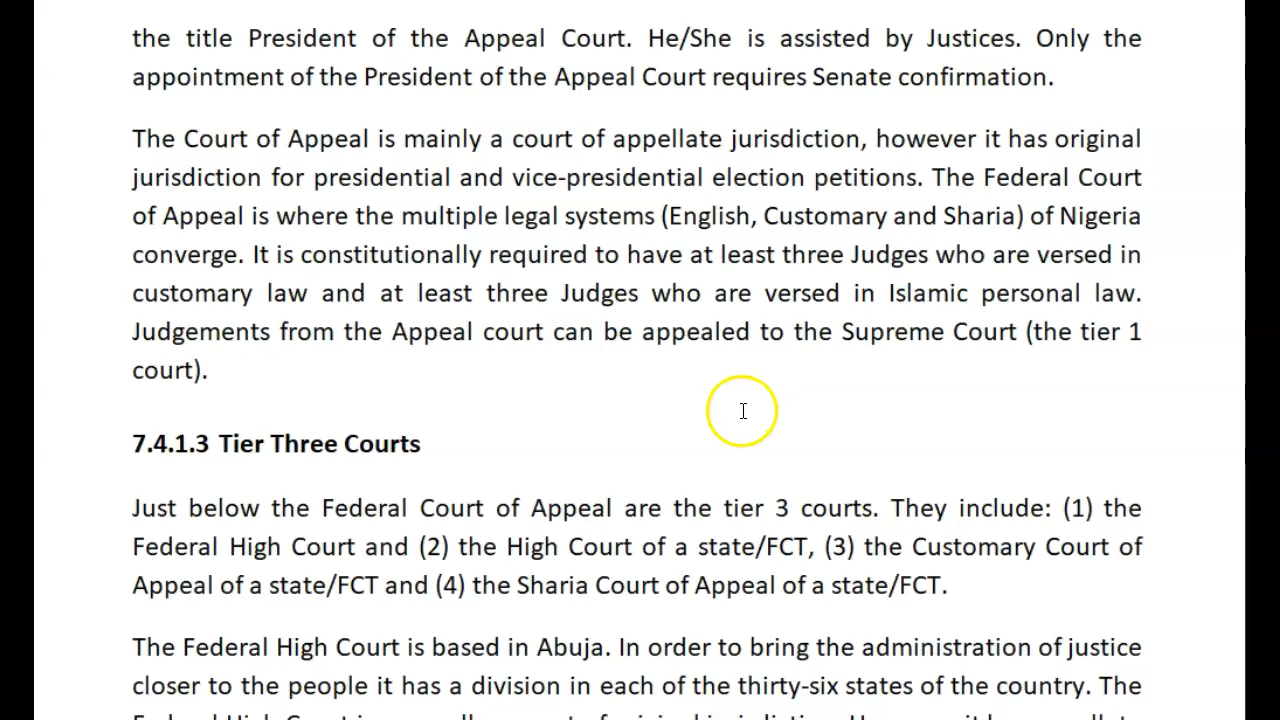 the title President of the Appeal Court. He/She is assisted by Justices. Only the
appointment of the President of the Appeal Court requires Senate confirmation.
The Court of Appeal is mainly a court of appellate jurisdiction, however it has original
jurisdiction for presidential and vice-presidential election petitions. The Federal Court
of Appeal is where the multiple legal systems (English, Customary and Sharia) of Nigeria
converge. It is constitutionally required to have at least three Judges who are versed in
customary law and at least three Judges who are versed in Islamic personal law.
Judgements from the Appeal court can be appealed to the Supreme Court (the tier 1
court).
7.4.1.3 Tier Three Courts
Just below the Federal Court of Appeal are the tier 3 courts. They include: (1) the
Federal High Court and (2) the High Court of a state/FCT, (3) the Customary Court of
Appeal of a state/FCT and (4) the Sharia Court of Appeal of a state/FCT.
The Federal High Court is based in Abuja. In order to bring the administration of justice
closer to the people it has a division in each of the thirty-six states of the country. The